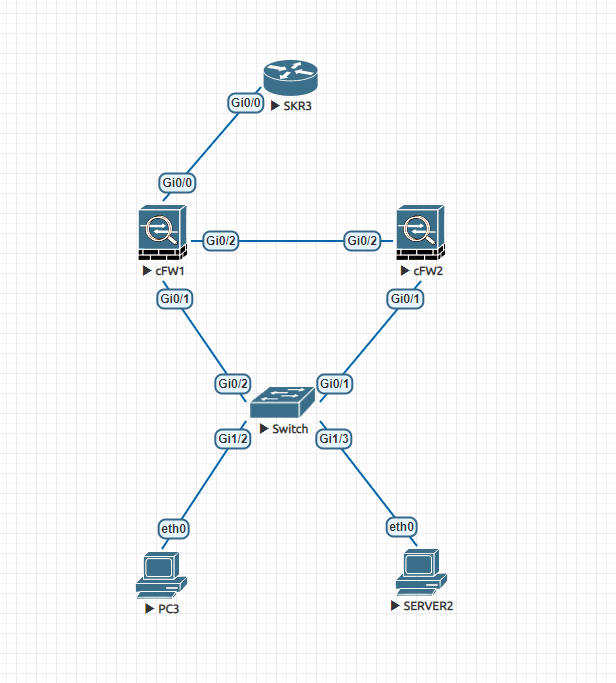 Gi0/0
SKR3
Gi0/0
Gi0/2
Gi0/2
cFW1
cFW2
Gi0/1
Gi0/1
Gi0/2
Gi0/1
Switch
Gi1/2
Gi1/3
eth0
eth0
PC3
SERVER2